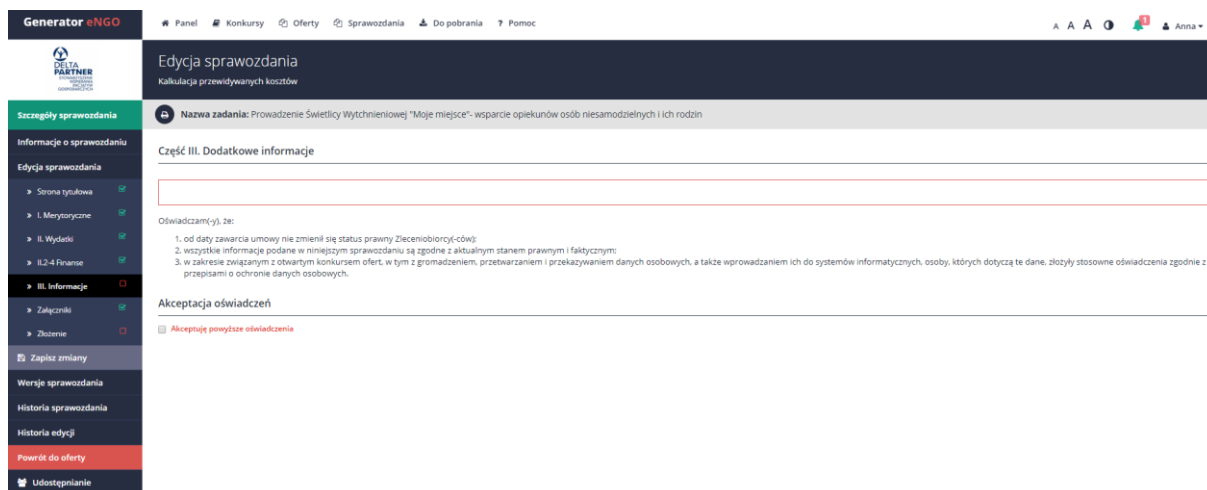 Generator eNGO
Panel Konkursy Oferty Sprawozdania Do pobrania ? Pomoc
A A A 1 Anna
DELTA
PARTNER
STOWARZYSZENIE
WSPIERANIA
INICJATYW
GOSPODARCZYCH
Edycja sprawozdania
Kalkulacja przewidywanych kosztów
Szczegóły sprawozdania
Informacje o sprawozdaniu
Edycja sprawozdania
» Strona tytułowa
» I. Merytoryczne
» II. Wydatki
» II.2-4 Finanse
» III. Informacje
» Załączniki
» Złożenie
Zapisz zmiany
Wersje sprawozdania
Historia sprawozdania
Historia edycji
Powrót do oferty
Udostępnianie
Nazwa zadania: Prowadzenie Świetlicy Wytchnieniowej "Moje miejsce"- wsparcie opiekunów osób niesamodzielnych i ich rodzin
Część III. Dodatkowe informacje
Oświadczam(-y), że:
1. od daty zawarcia umowy nie zmienił się status prawny Zleceniobiorcy(-ców);
2. wszystkie informacje podane w niniejszym sprawozdaniu są zgodne z aktualnym stanem prawnym i faktycznym;
3. w zakresie związanym z otwartym konkursem ofert, w tym z gromadzeniem, przetwarzaniem i przekazywaniem danych osobowych, a także wprowadzaniem ich do systemów informatycznych, osoby, których dotyczą te dane, złożyły stosowne oświadczenia zgodnie z
przepisami o ochronie danych osobowych.
Akceptacja oświadczeń
Akceptuję powyższe oświadczenia